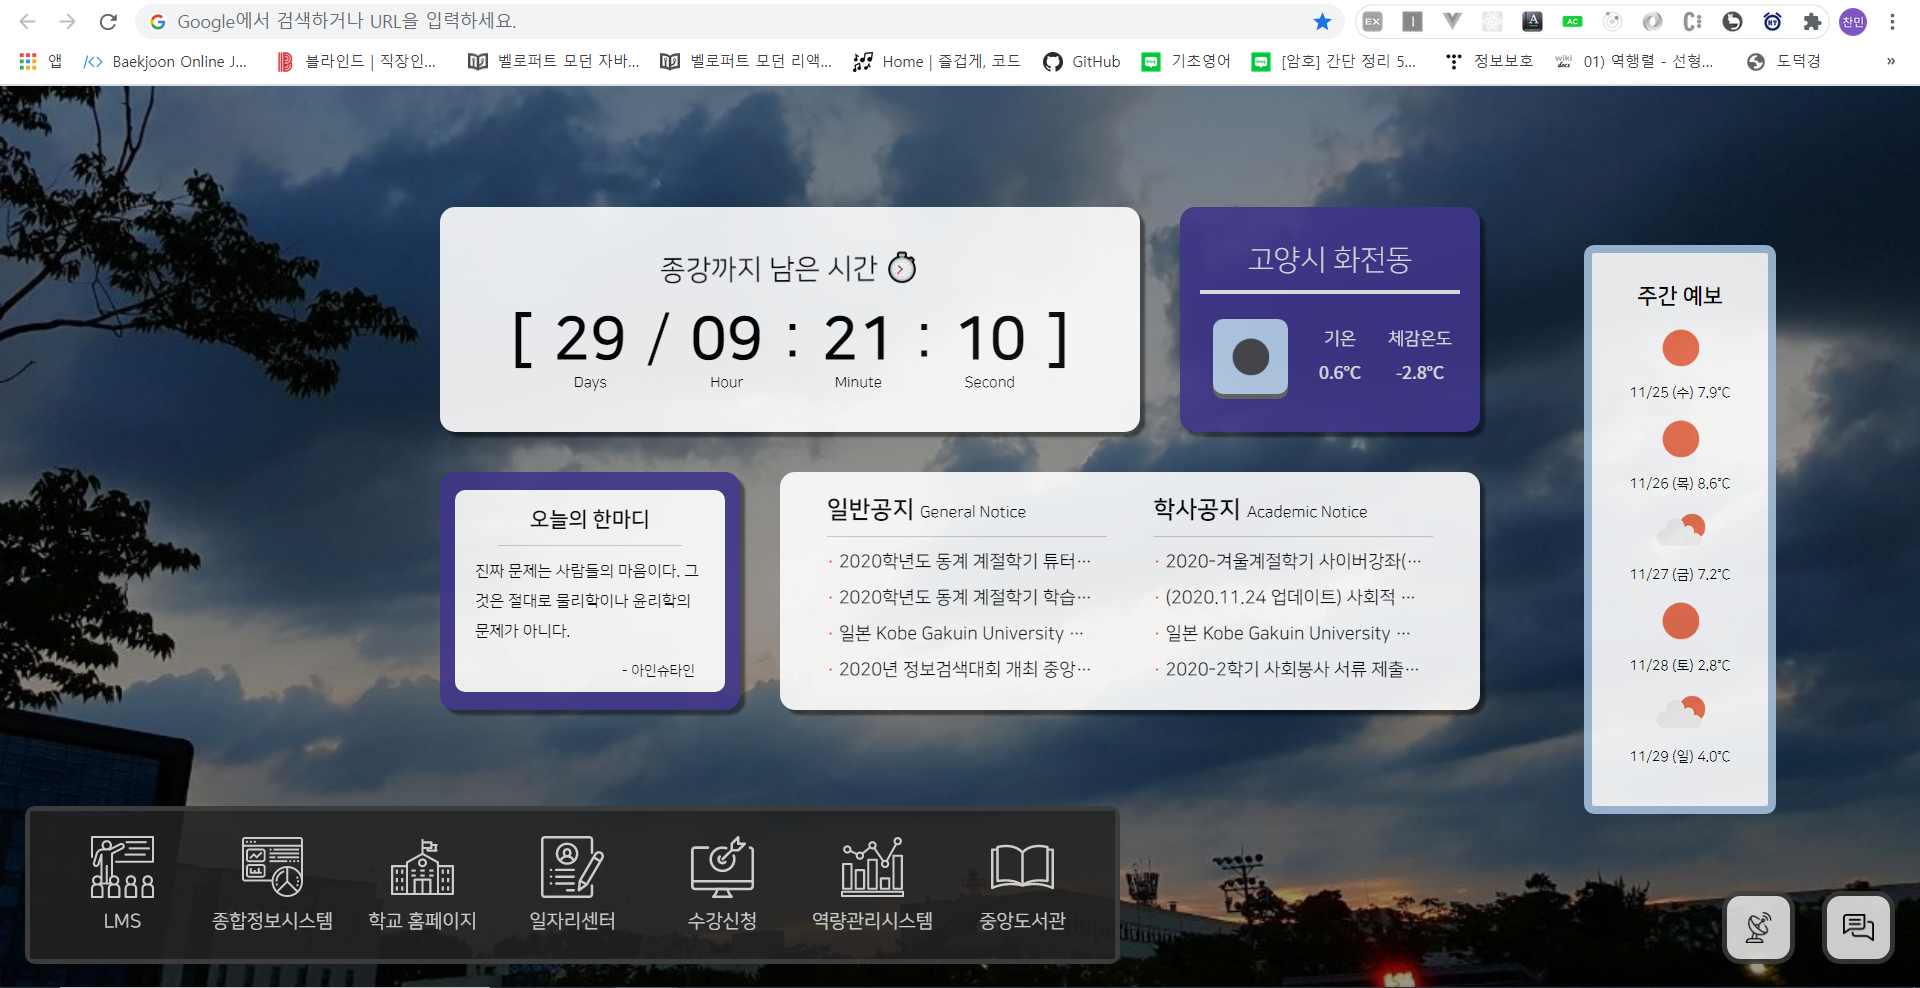 Google에서 검색하거나 URL을 입력하세요.
EX
AC
찬민
앱
Baekjoon Online J...
블라인드 | 직장인...
벨로퍼트 모던 자바...
벨로퍼트 모던 리액...
Home | 즐겁게, 코드
GitHub
기초영어
[암호] 간단 정리 5...
정보보호
01) 역행렬 - 선형...
도덕경
»
종강까지 남은 시간
[ 29 / 09 : 21 : 10 ]
Days Hour Minute Second
고양시 화전동
기온 체감온도
0.6℃ -2.8℃
주간 예보
11/25 (수) 7.9℃
11/26 (목) 8.6℃
11/27 (금) 7.2℃
11/28 (토) 2.8℃
11/29 (일) 4.0℃
오늘의 한마디
진짜 문제는 사람들의 마음이다. 그
것은 절대로 물리학이나 윤리학의
문제가 아니다.
- 아인슈타인
일반공지 General Notice
· 2020학년도 동계 계절학기 튜터…
· 2020학년도 동계 계절학기 학습…
· 일본 Kobe Gakuin University …
· 2020년 정보검색대회 개최 중앙…
학사공지 Academic Notice
· 2020-겨울계절학기 사이버강좌(…
· (2020.11.24 업데이트) 사회적 …
· 일본 Kobe Gakuin University …
· 2020-2학기 사회봉사 서류 제출…
LMS
종합정보시스템
학교 홈페이지
일자리센터
수강신청
역량관리시스템
중앙도서관